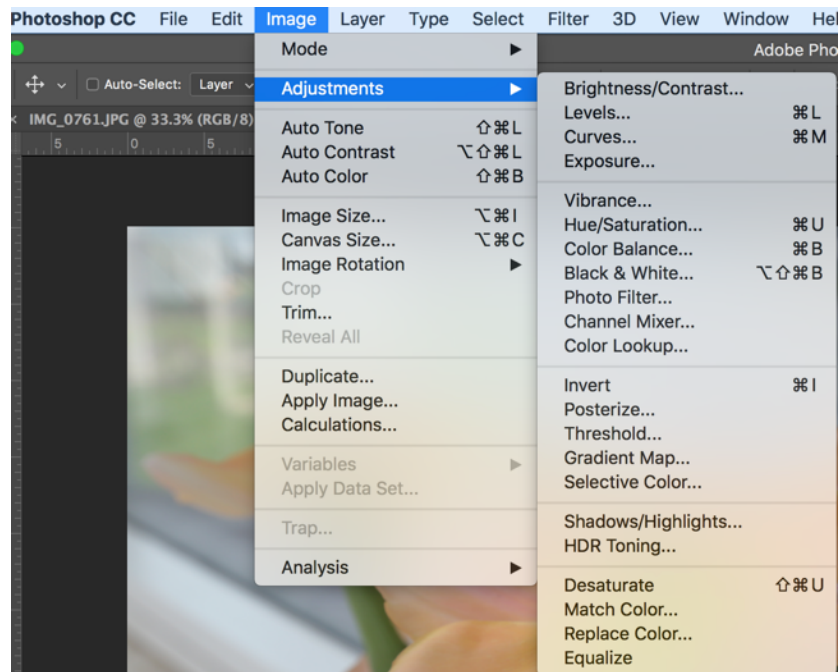 Photoshop CC File Edit Image Layer Type Select Filter 3D View Window Hel
Adobe Pho
Auto-Select: Layer
× IMG_0761.JPG @ 33.3% (RGB/8)
5 0 5
Mode ▶
Adjustments ▶
Auto Tone ⇧⌘L
Auto Contrast ⌥⇧⌘L
Auto Color ⇧⌘B
Image Size... ⌥⌘I
Canvas Size... ⌥⌘C
Image Rotation ▶
Crop
Trim...
Reveal All
Duplicate...
Apply Image...
Calculations...
Variables ▶
Apply Data Set...
Trap...
Analysis ▶
Brightness/Contrast...
Levels... ⌘L
Curves... ⌘M
Exposure...
Vibrance...
Hue/Saturation... ⌘U
Color Balance... ⌘B
Black & White... ⌥⇧⌘B
Photo Filter...
Channel Mixer...
Color Lookup...
Invert ⌘I
Posterize...
Threshold...
Gradient Map...
Selective Color...
Shadows/Highlights...
HDR Toning...
Desaturate ⇧⌘U
Match Color...
Replace Color...
Equalize